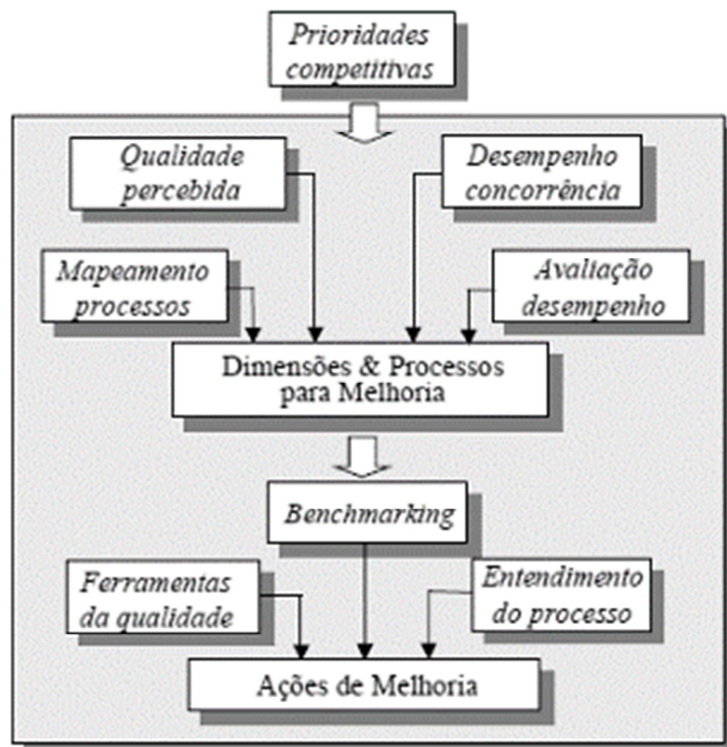 Prioridades
competitivas
Qualidade
percebida
Desempenho
concorrência
Mapeamento
processos
Avaliação
desempenho
Dimensões & Processos
para Melhoria
Benchmarking
Ferramentas
da qualidade
Entendimento
do processo
Ações de Melhoria